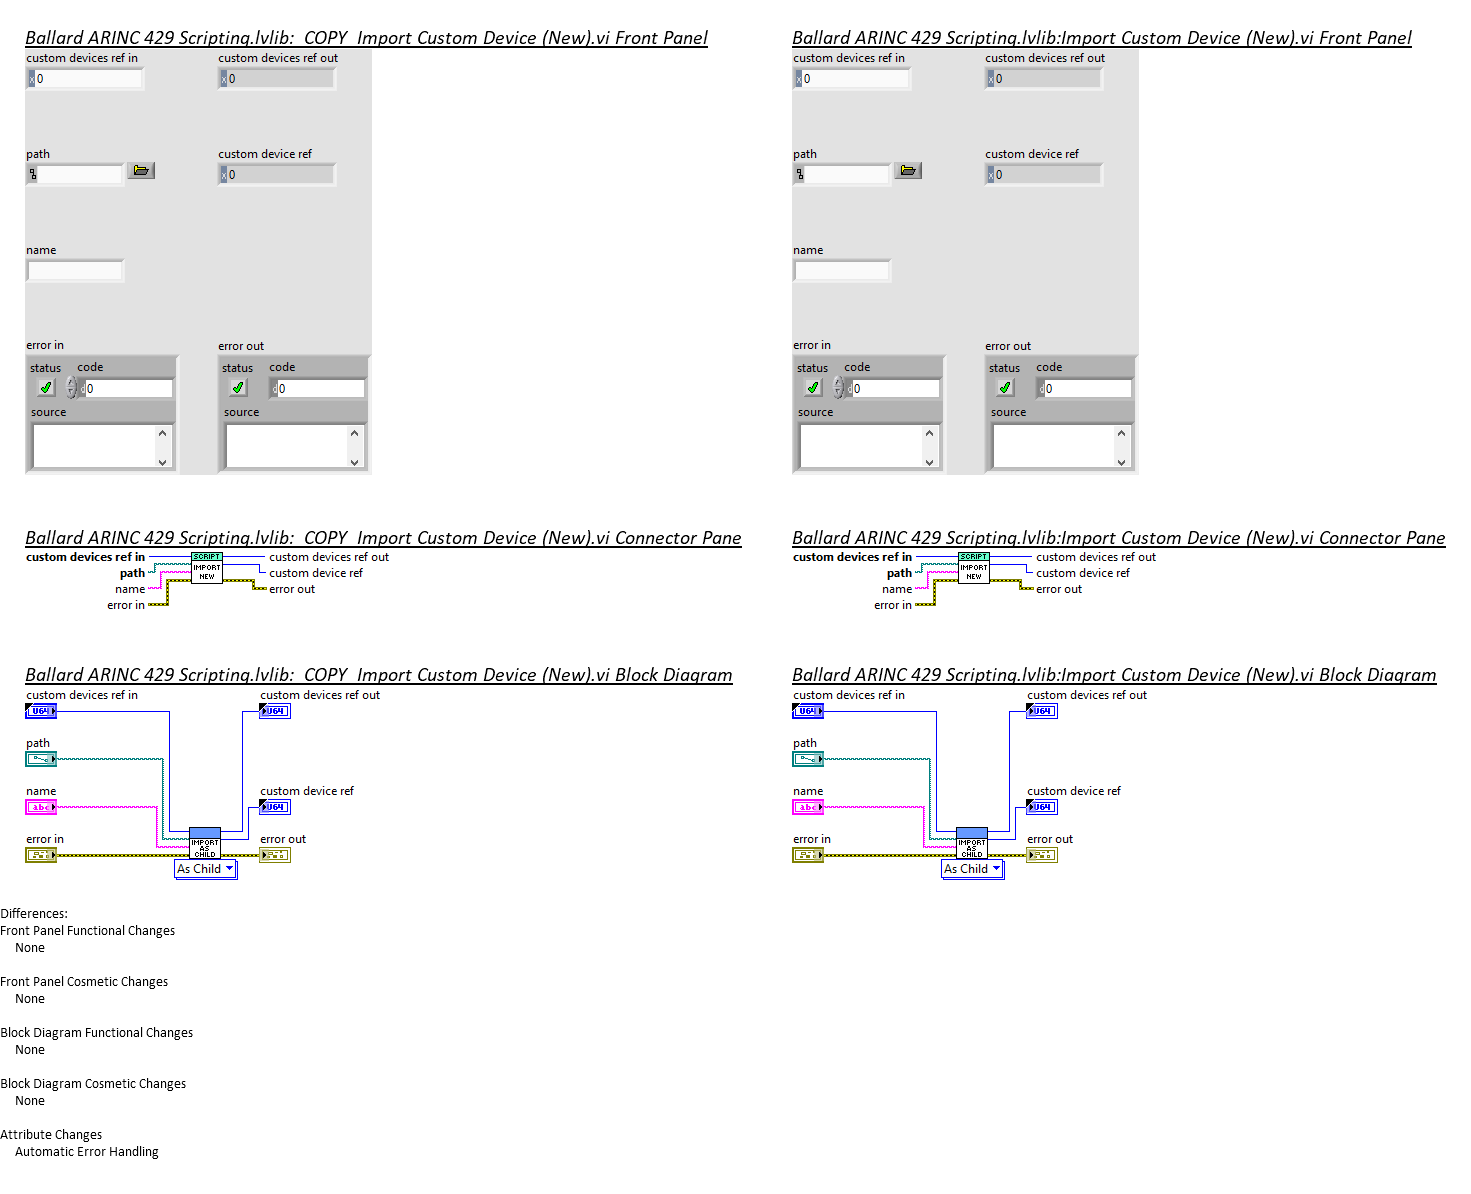 Ballard ARINC 429 Scripting.lvlib:  COPY  Import Custom Device (New).vi Front Panel
custom devices ref in
custom devices ref out
x 0
x 0
path
custom device ref
x 0
name
error in
error out
status
code
d 0
status
code
d 0
source
source
Ballard ARINC 429 Scripting.lvlib:Import Custom Device (New).vi Front Panel
custom devices ref in
custom devices ref out
x 0
x 0
path
custom device ref
x 0
name
error in
error out
status
code
d 0
status
code
d 0
source
source
Ballard ARINC 429 Scripting.lvlib:  COPY  Import Custom Device (New).vi Connector Pane
custom devices ref in
path
name
error in
SCRIPT
IMPORT
NEW
custom devices ref out
custom device ref
error out
Ballard ARINC 429 Scripting.lvlib:Import Custom Device (New).vi Connector Pane
custom devices ref in
path
name
error in
SCRIPT
IMPORT
NEW
custom devices ref out
custom device ref
error out
Ballard ARINC 429 Scripting.lvlib:  COPY  Import Custom Device (New).vi Block Diagram
custom devices ref in
U64
custom devices ref out
U64
path
name
abc
custom device ref
U64
error in
error out
IMPORT
AS
CHILD
As Child
Ballard ARINC 429 Scripting.lvlib:Import Custom Device (New).vi Block Diagram
custom devices ref in
U64
custom devices ref out
U64
path
name
abc
custom device ref
U64
error in
error out
IMPORT
AS
CHILD
As Child
Differences:
Front Panel Functional Changes
None
Front Panel Cosmetic Changes
None
Block Diagram Functional Changes
None
Block Diagram Cosmetic Changes
None
Attribute Changes
Automatic Error Handling